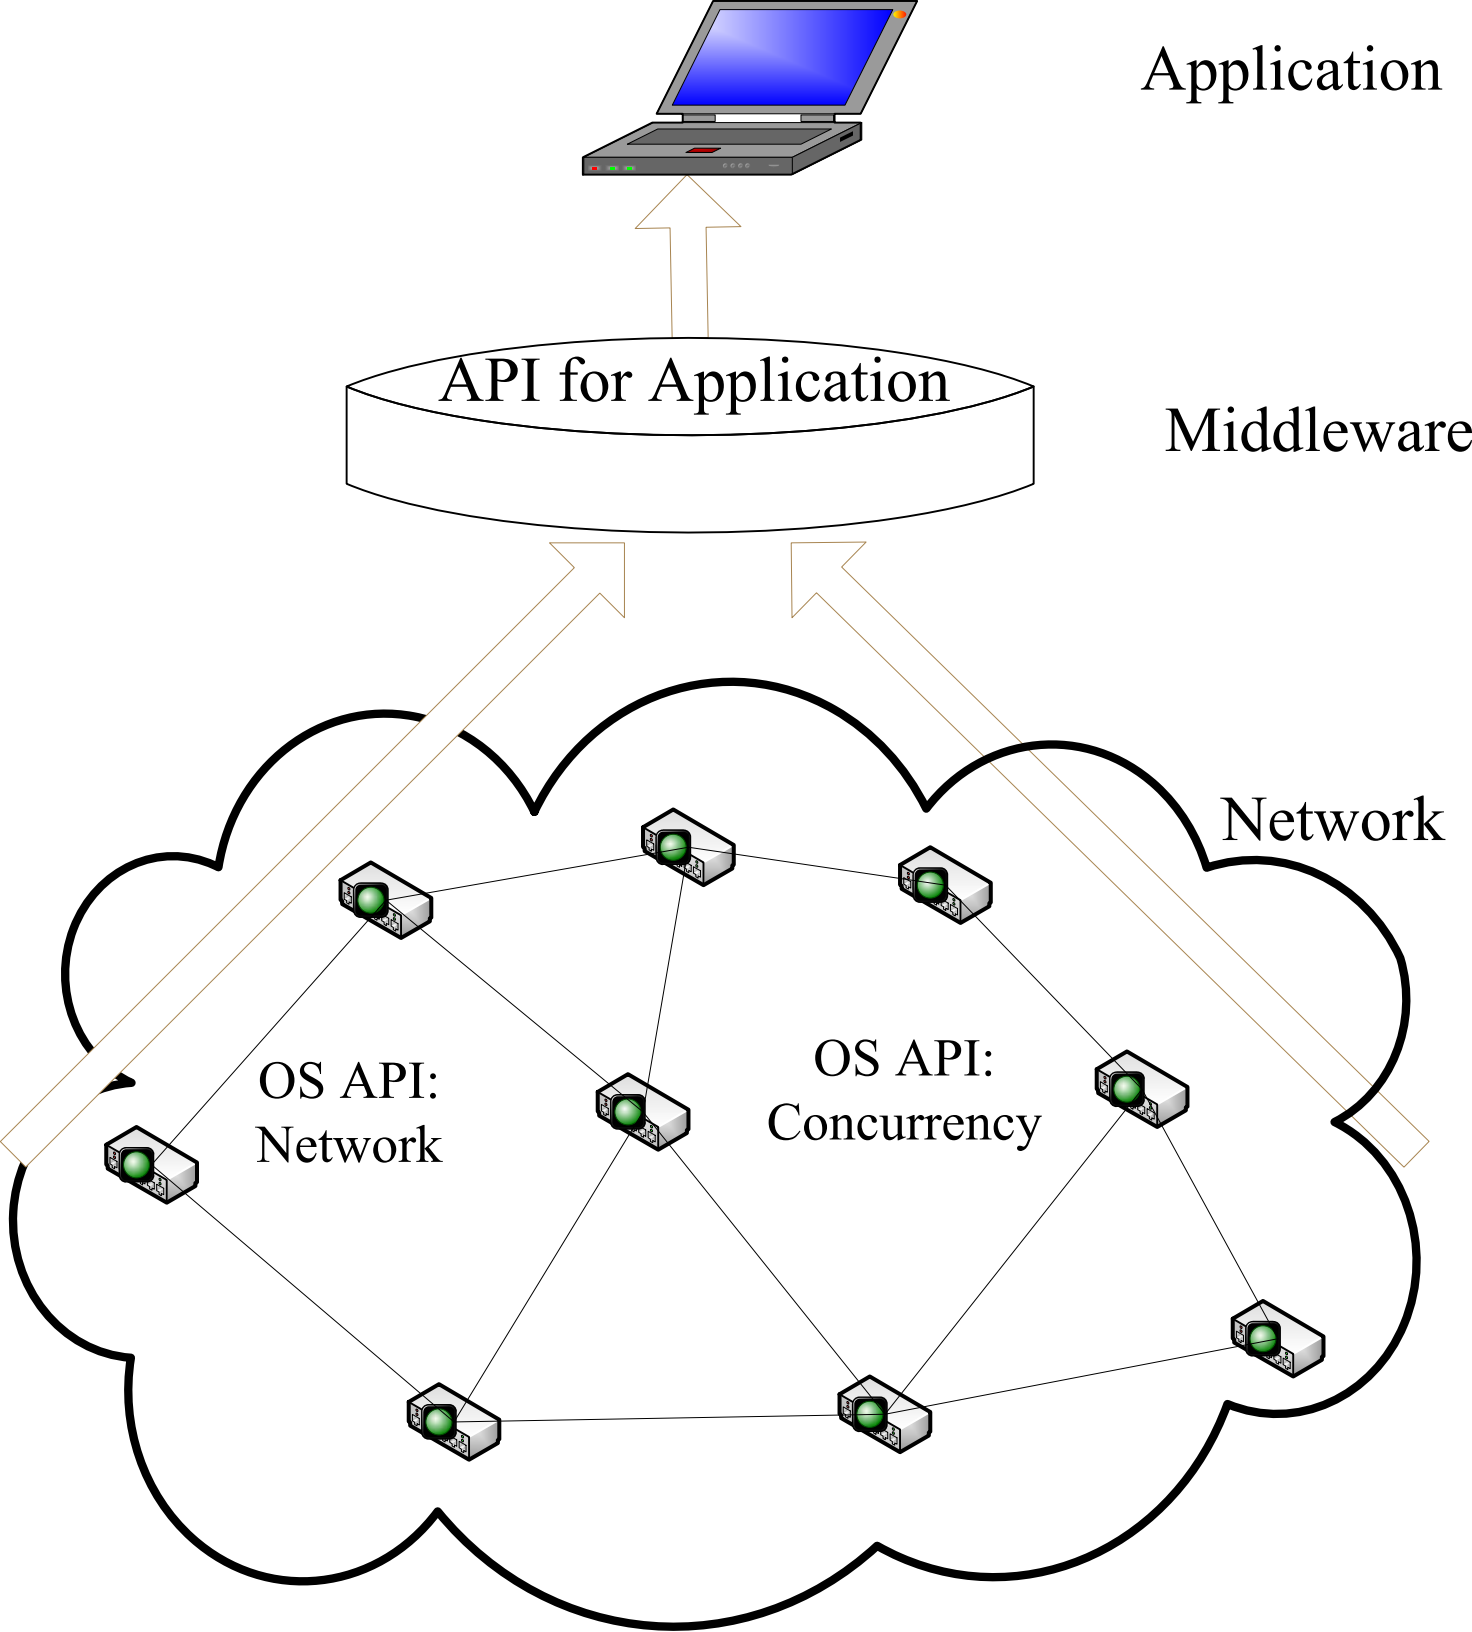 Application
API for Application
Middleware
Network
OS API:
Network
OS API:
Concurrency